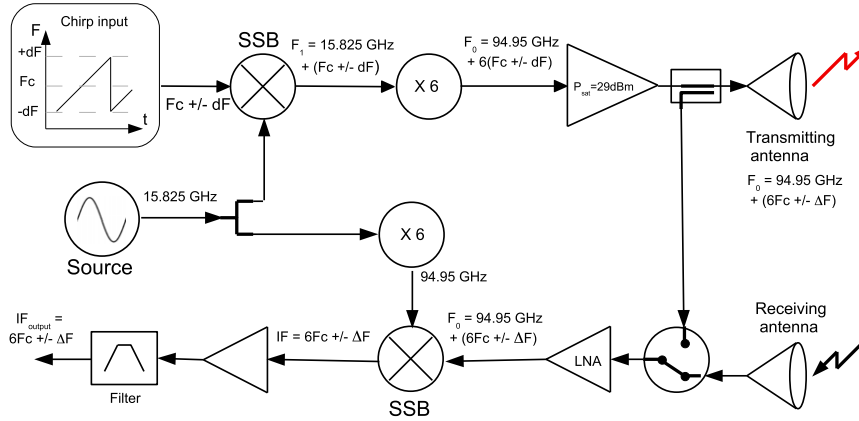 Chirp input
F
+dF
Fc
-dF
t
SSB
Fc +/- dF
F1 = 15.825 GHz
+ (Fc +/- dF)
X 6
F0 = 94.95 GHz
+ 6(Fc +/- dF)
Psat=29dBm
Transmitting
antenna
F0 = 94.95 GHz
+ (6Fc +/- ΔF)
15.825 GHz
Source
X 6
94.95 GHz
Receiving
antenna
LNA
F0 = 94.95 GHz
+ (6Fc +/- ΔF)
SSB
IF = 6Fc +/- ΔF
Filter
IFoutput =
6Fc +/- ΔF